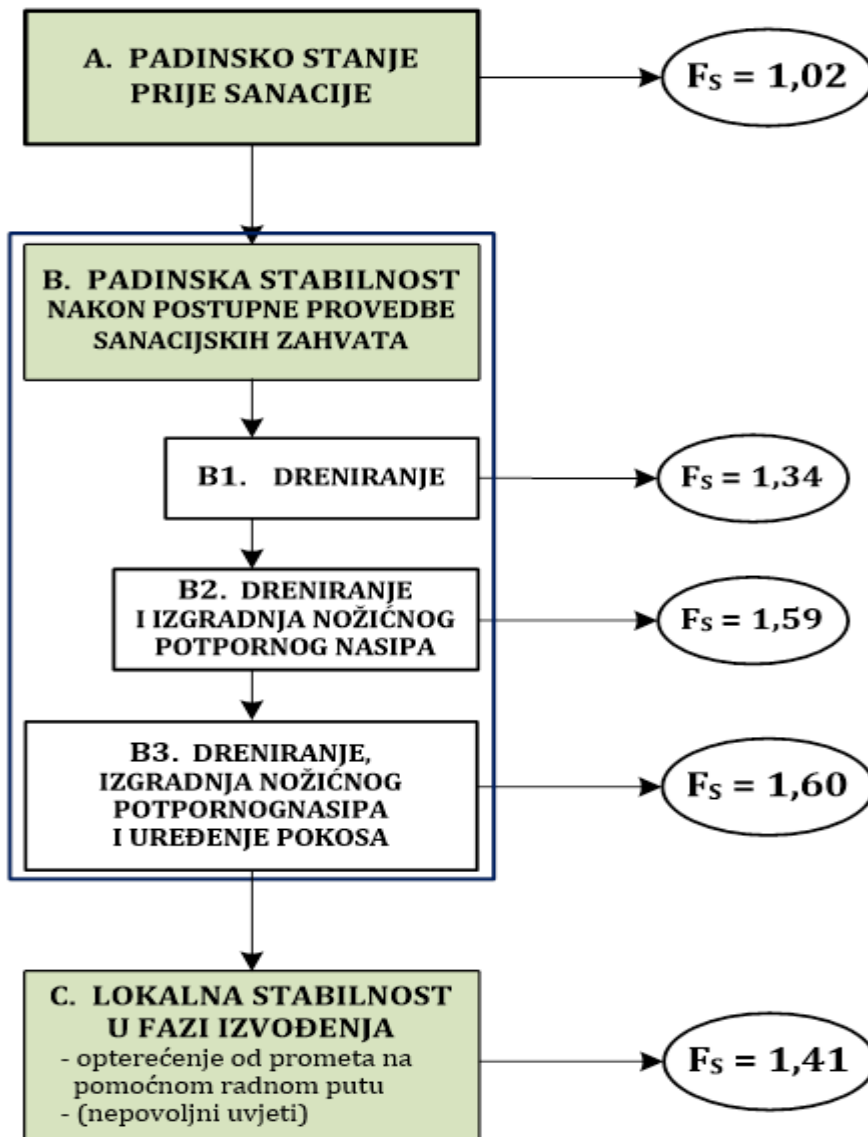 A. PADINSKO STANJE
PRIJE SANACIJE
FS = 1,02
B. PADINSKA STABILNOST
NAKON POSTUPNE PROVEDBE
SANACIJSKIH ZAHVATA
B1. DRENIRANJE
FS = 1,34
B2. DRENIRANJE
I IZGRADNJA NOŽIĆNOG
POTPORNOG NASIPA
FS = 1,59
B3. DRENIRANJE,
IZGRADNJA NOŽIĆNOG
POTPORNOGNASIPA
I UREĐENJE POKOSA
FS = 1,60
C. LOKALNA STABILNOST
U FAZI IZVOĐENJA
- opterećenje od prometa na
pomoćnom radnom putu
- (nepovoljni uvjeti)
FS = 1,41